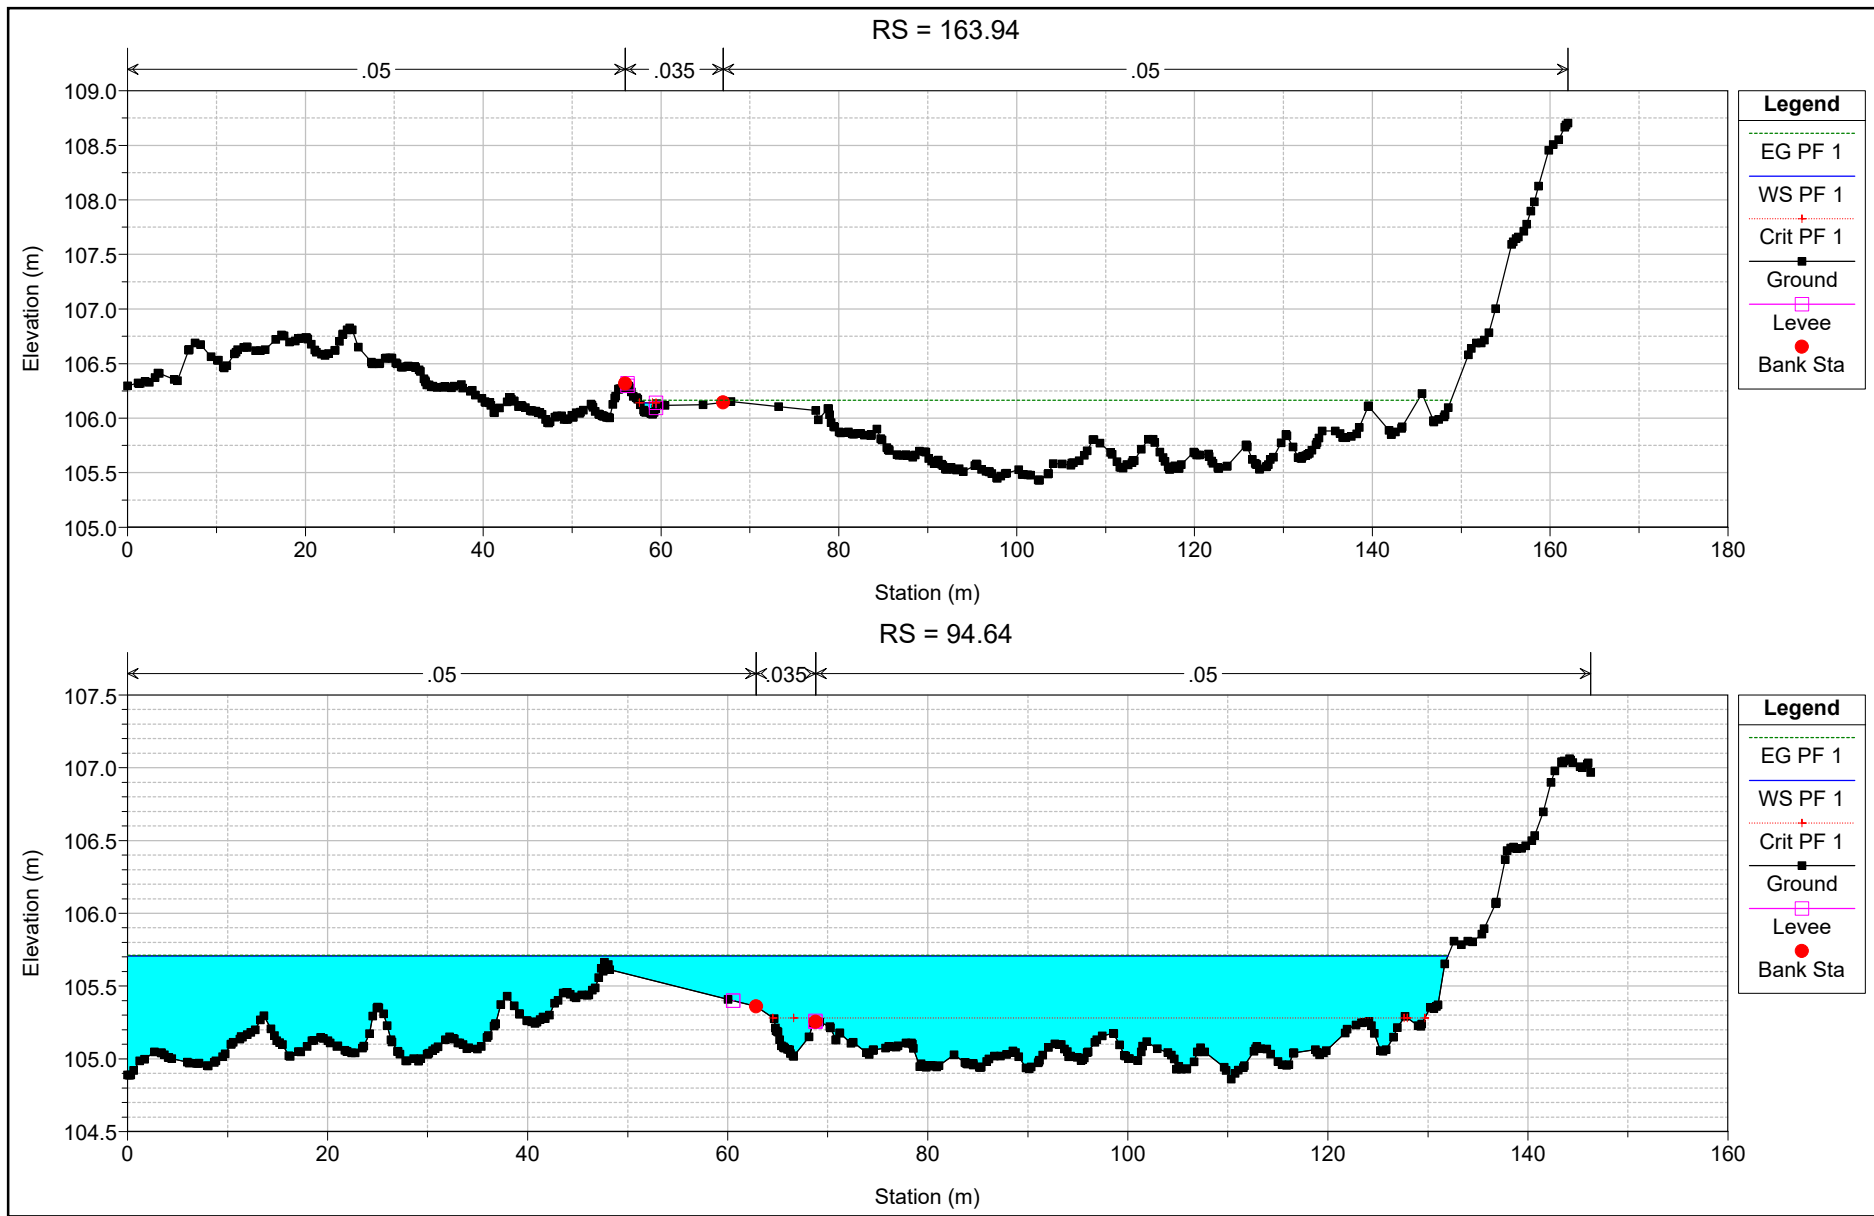 RS = 163.94
.05 .035 .05
109.0
108.5
108.0
107.5
107.0
106.5
106.0
105.5
105.0
Elevation (m)
0 20 40 60 80 100 120 140 160 180
Station (m)
Legend
EG PF 1
WS PF 1
Crit PF 1
Ground
Levee
Bank Sta
RS = 94.64
.05 .035 .05
107.5
107.0
106.5
106.0
105.5
105.0
104.5
Elevation (m)
0 20 40 60 80 100 120 140 160
Station (m)
Legend
EG PF 1
WS PF 1
Crit PF 1
Ground
Levee
Bank Sta